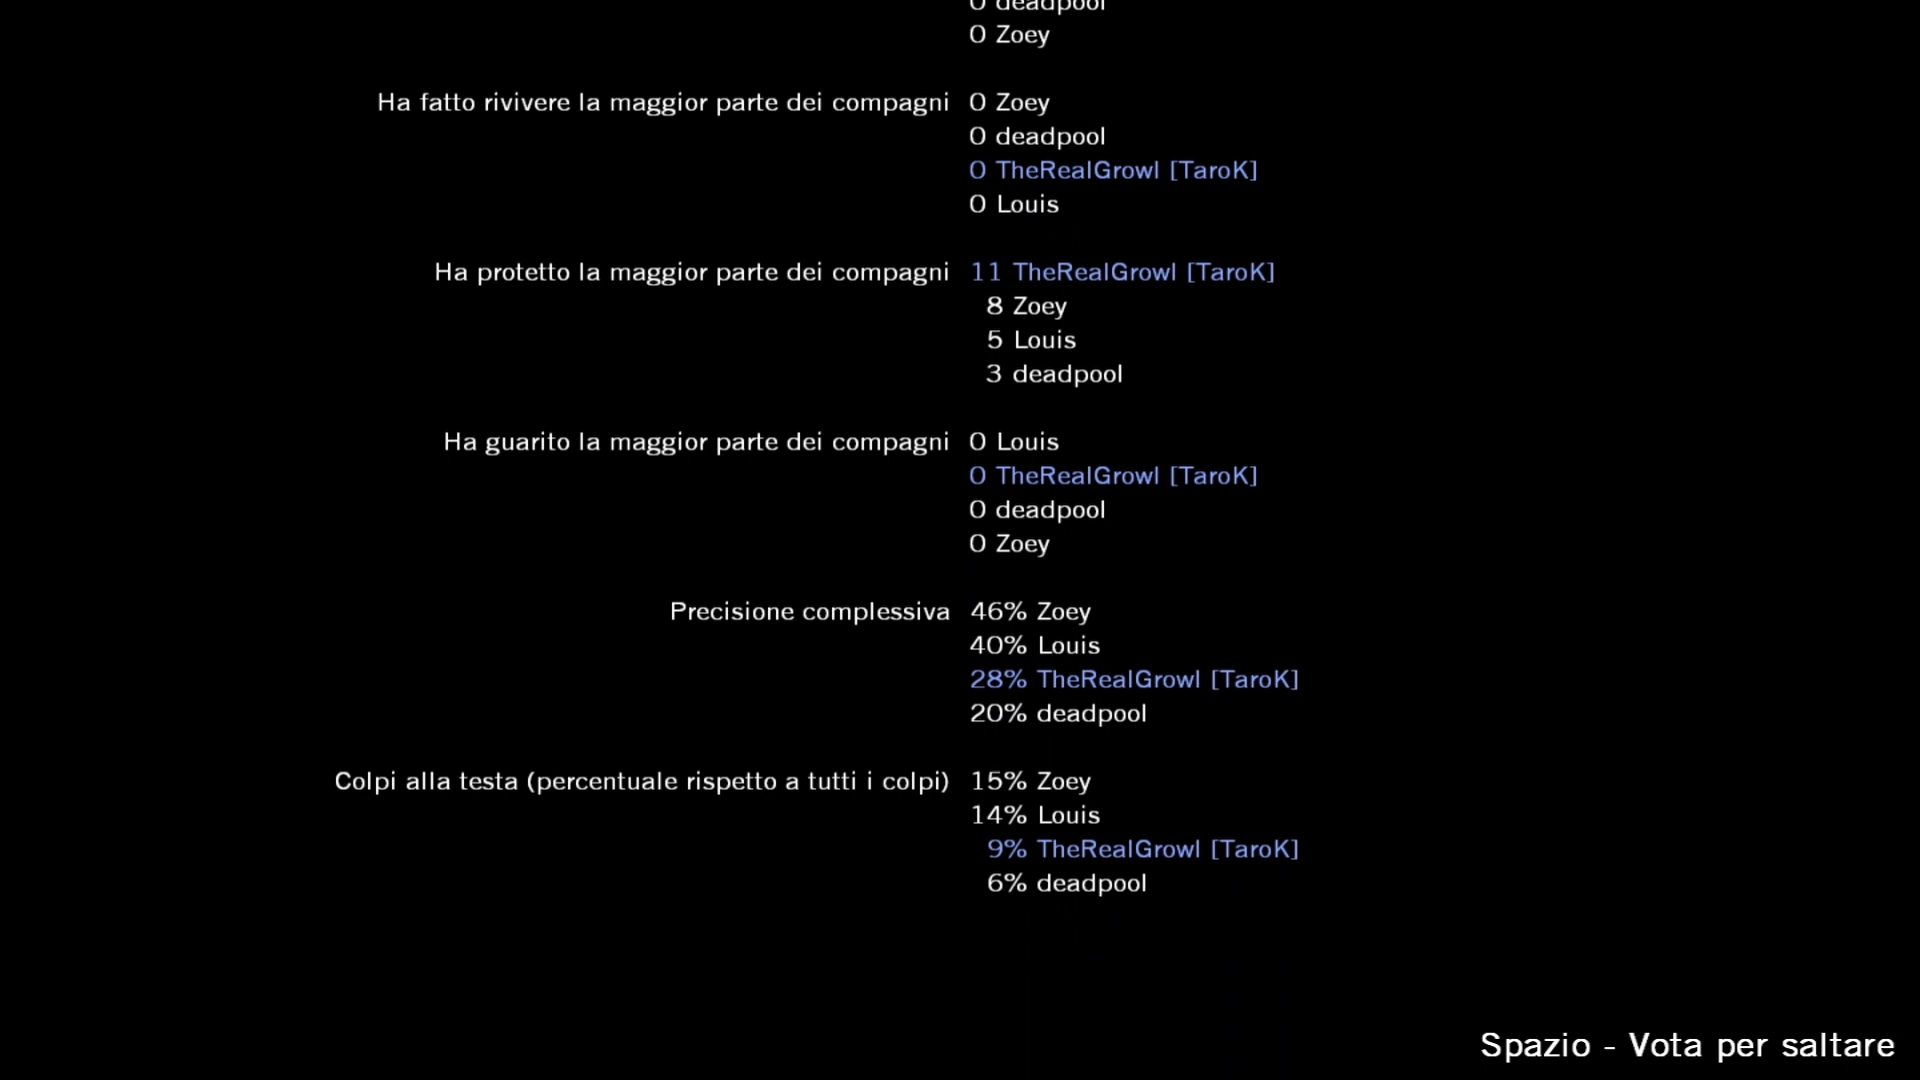 0 deadpool
0 Zoey
Ha fatto rivivere la maggior parte dei compagni 0 Zoey
0 deadpool
0 TheRealGrowl [TaroK]
0 Louis
Ha protetto la maggior parte dei compagni 11 TheRealGrowl [TaroK]
8 Zoey
5 Louis
3 deadpool
Ha guarito la maggior parte dei compagni 0 Louis
0 TheRealGrowl [TaroK]
0 deadpool
0 Zoey
Precisione complessiva 46% Zoey
40% Louis
28% TheRealGrowl [TaroK]
20% deadpool
Colpi alla testa (percentuale rispetto a tutti i colpi) 15% Zoey
14% Louis
9% TheRealGrowl [TaroK]
6% deadpool
Spazio - Vota per saltare